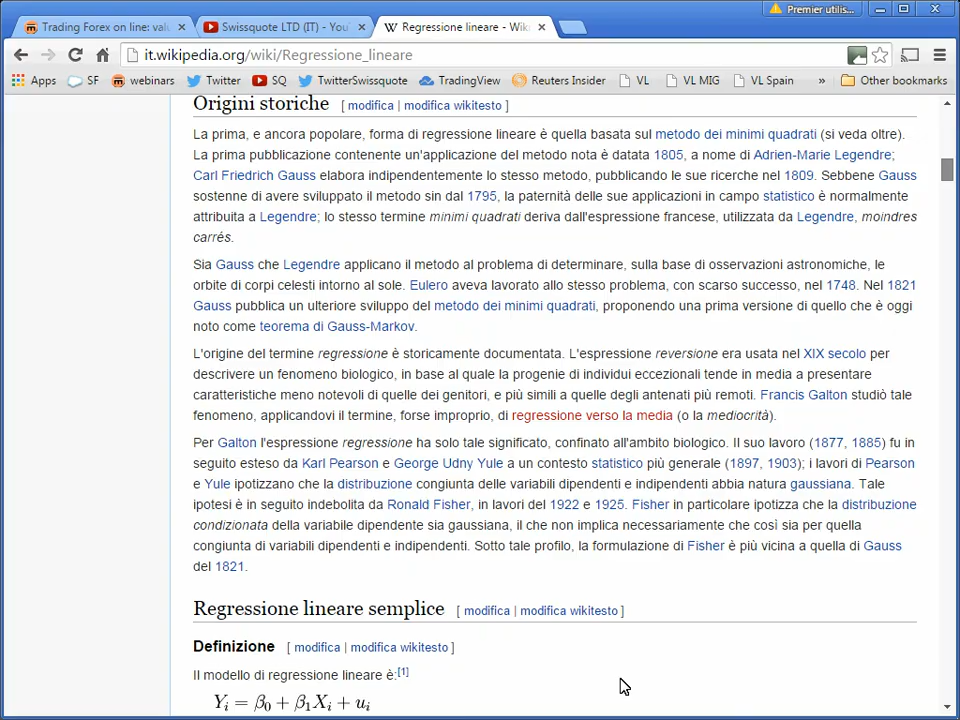 Premier utilis...
Trading Forex on line: valu
Swissquote LTD (IT) - You
Regressione lineare - Wik
it.wikipedia.org/wiki/Regressione_lineare
Apps SF webinars Twitter SQ TwitterSwissquote TradingView Reuters Insider VL VL MIG VL Spain » Other bookmarks
Origini storiche [ modifica | modifica wikitesto ]
La prima, e ancora popolare, forma di regressione lineare è quella basata sul metodo dei minimi quadrati (si veda oltre).
La prima pubblicazione contenente un'applicazione del metodo nota è datata 1805, a nome di Adrien-Marie Legendre;
Carl Friedrich Gauss elabora indipendentemente lo stesso metodo, pubblicando le sue ricerche nel 1809. Sebbene Gauss
sostenne di avere sviluppato il metodo sin dal 1795, la paternità delle sue applicazioni in campo statistico è normalmente
attribuita a Legendre; lo stesso termine minimi quadrati deriva dall'espressione francese, utilizzata da Legendre, moindres
carrés.
Sia Gauss che Legendre applicano il metodo al problema di determinare, sulla base di osservazioni astronomiche, le
orbite di corpi celesti intorno al sole. Eulero aveva lavorato allo stesso problema, con scarso successo, nel 1748. Nel 1821
Gauss pubblica un ulteriore sviluppo del metodo dei minimi quadrati, proponendo una prima versione di quello che è oggi
noto come teorema di Gauss-Markov.
L'origine del termine regressione è storicamente documentata. L'espressione reversione era usata nel XIX secolo per
descrivere un fenomeno biologico, in base al quale la progenie di individui eccezionali tende in media a presentare
caratteristiche meno notevoli di quelle dei genitori, e più simili a quelle degli antenati più remoti. Francis Galton studiò tale
fenomeno, applicandovi il termine, forse improprio, di regressione verso la media (o la mediocrità).
Per Galton l'espressione regressione ha solo tale significato, confinato all'ambito biologico. Il suo lavoro (1877, 1885) fu in
seguito esteso da Karl Pearson e George Udny Yule a un contesto statistico più generale (1897, 1903); i lavori di Pearson
e Yule ipotizzano che la distribuzione congiunta delle variabili dipendenti e indipendenti abbia natura gaussiana. Tale
ipotesi è in seguito indebolita da Ronald Fisher, in lavori del 1922 e 1925. Fisher in particolare ipotizza che la distribuzione
condizionata della variabile dipendente sia gaussiana, il che non implica necessariamente che così sia per quella
congiunta di variabili dipendenti e indipendenti. Sotto tale profilo, la formulazione di Fisher è più vicina a quella di Gauss
del 1821.
Regressione lineare semplice [ modifica | modifica wikitesto ]
Definizione [ modifica | modifica wikitesto ]
Il modello di regressione lineare è:[1]
Yᵢ = β₀ + β₁Xᵢ + uᵢ